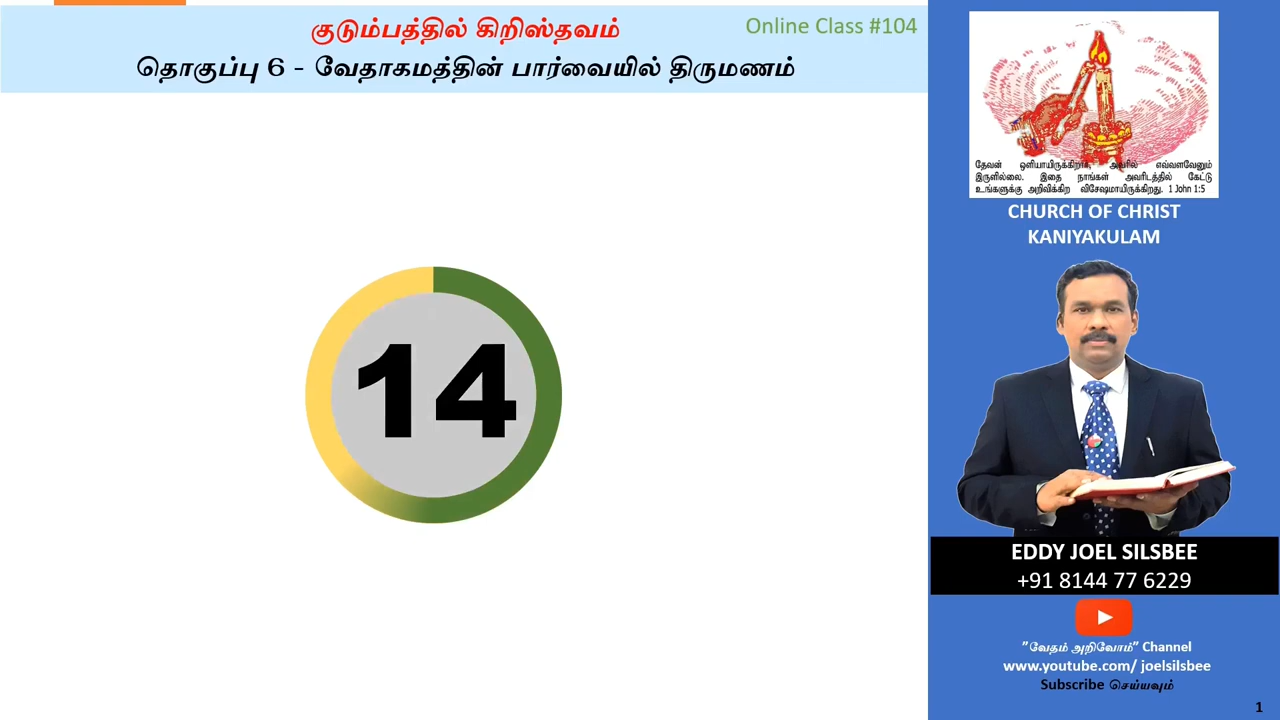 குடும்பத்தில் கிறிஸ்தவம்
Online Class #104
தொகுப்பு 6 - வேதாகமத்தின் பார்வையில் திருமணம்
14
தேவன் ஒளியாயிருக்கிறார், அவரில் எவ்வளவேனும்
இருளில்லை. இதை நாங்கள் அவரிடத்தில் கேட்டு
உங்களுக்கு அறிவிக்கிற விசேஷமாயிருக்கிறது. 1 John 1:5
CHURCH OF CHRIST
KANIYAKULAM
EDDY JOEL SILSBEE
+91 8144 77 6229
"வேதம் அறிவோம்" Channel
www.youtube.com/ joelsilsbee
Subscribe செய்யவும்
1